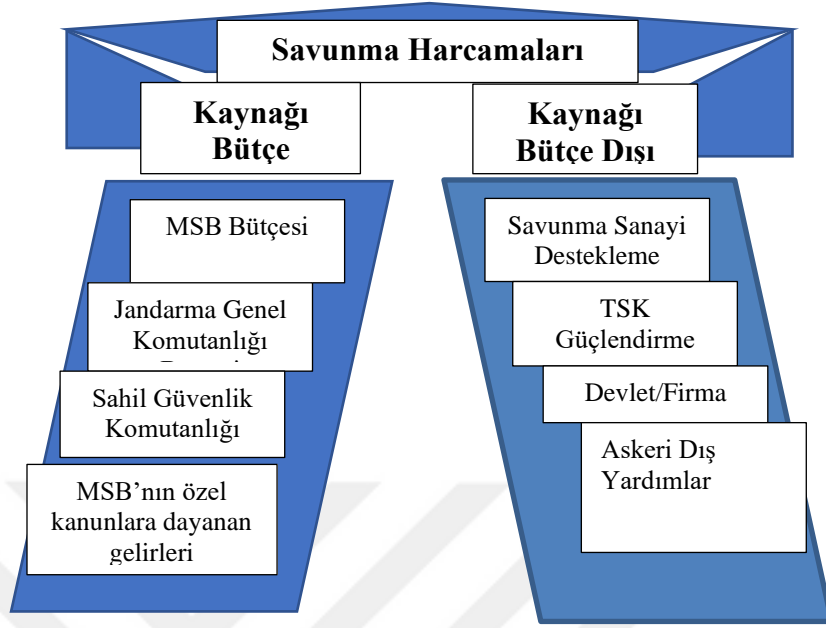 Savunma Harcamaları
Kaynağı
Bütçe
Kaynağı
Bütçe Dışı
MSB Bütçesi
Jandarma Genel
Komutanlığı
Sahil Güvenlik
Komutanlığı
MSB’nın özel
kanunlara dayanan
gelirleri
Savunma Sanayi
Destekleme
TSK
Güçlendirme
Devlet/Firma
Askeri Dış
Yardımlar